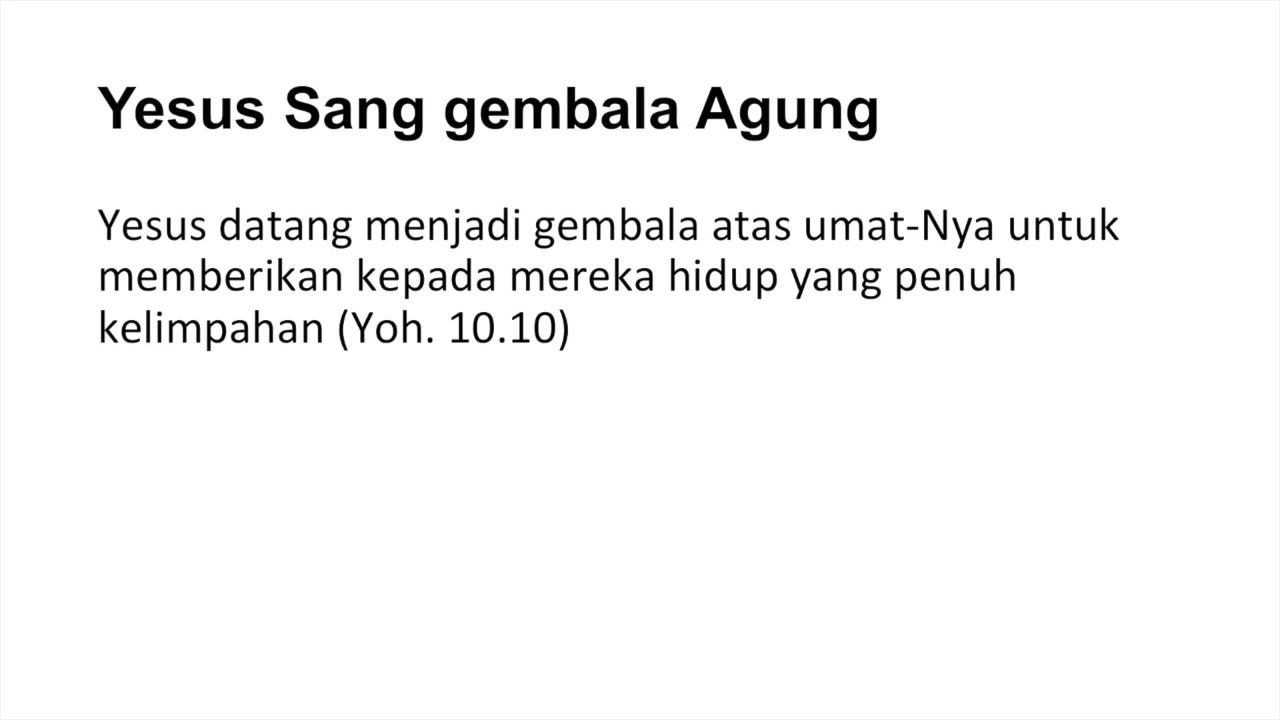 Yesus Sang gembala Agung
Yesus datang menjadi gembala atas umat-Nya untuk
memberikan kepada mereka hidup yang penuh
kelimpahan (Yoh. 10.10)